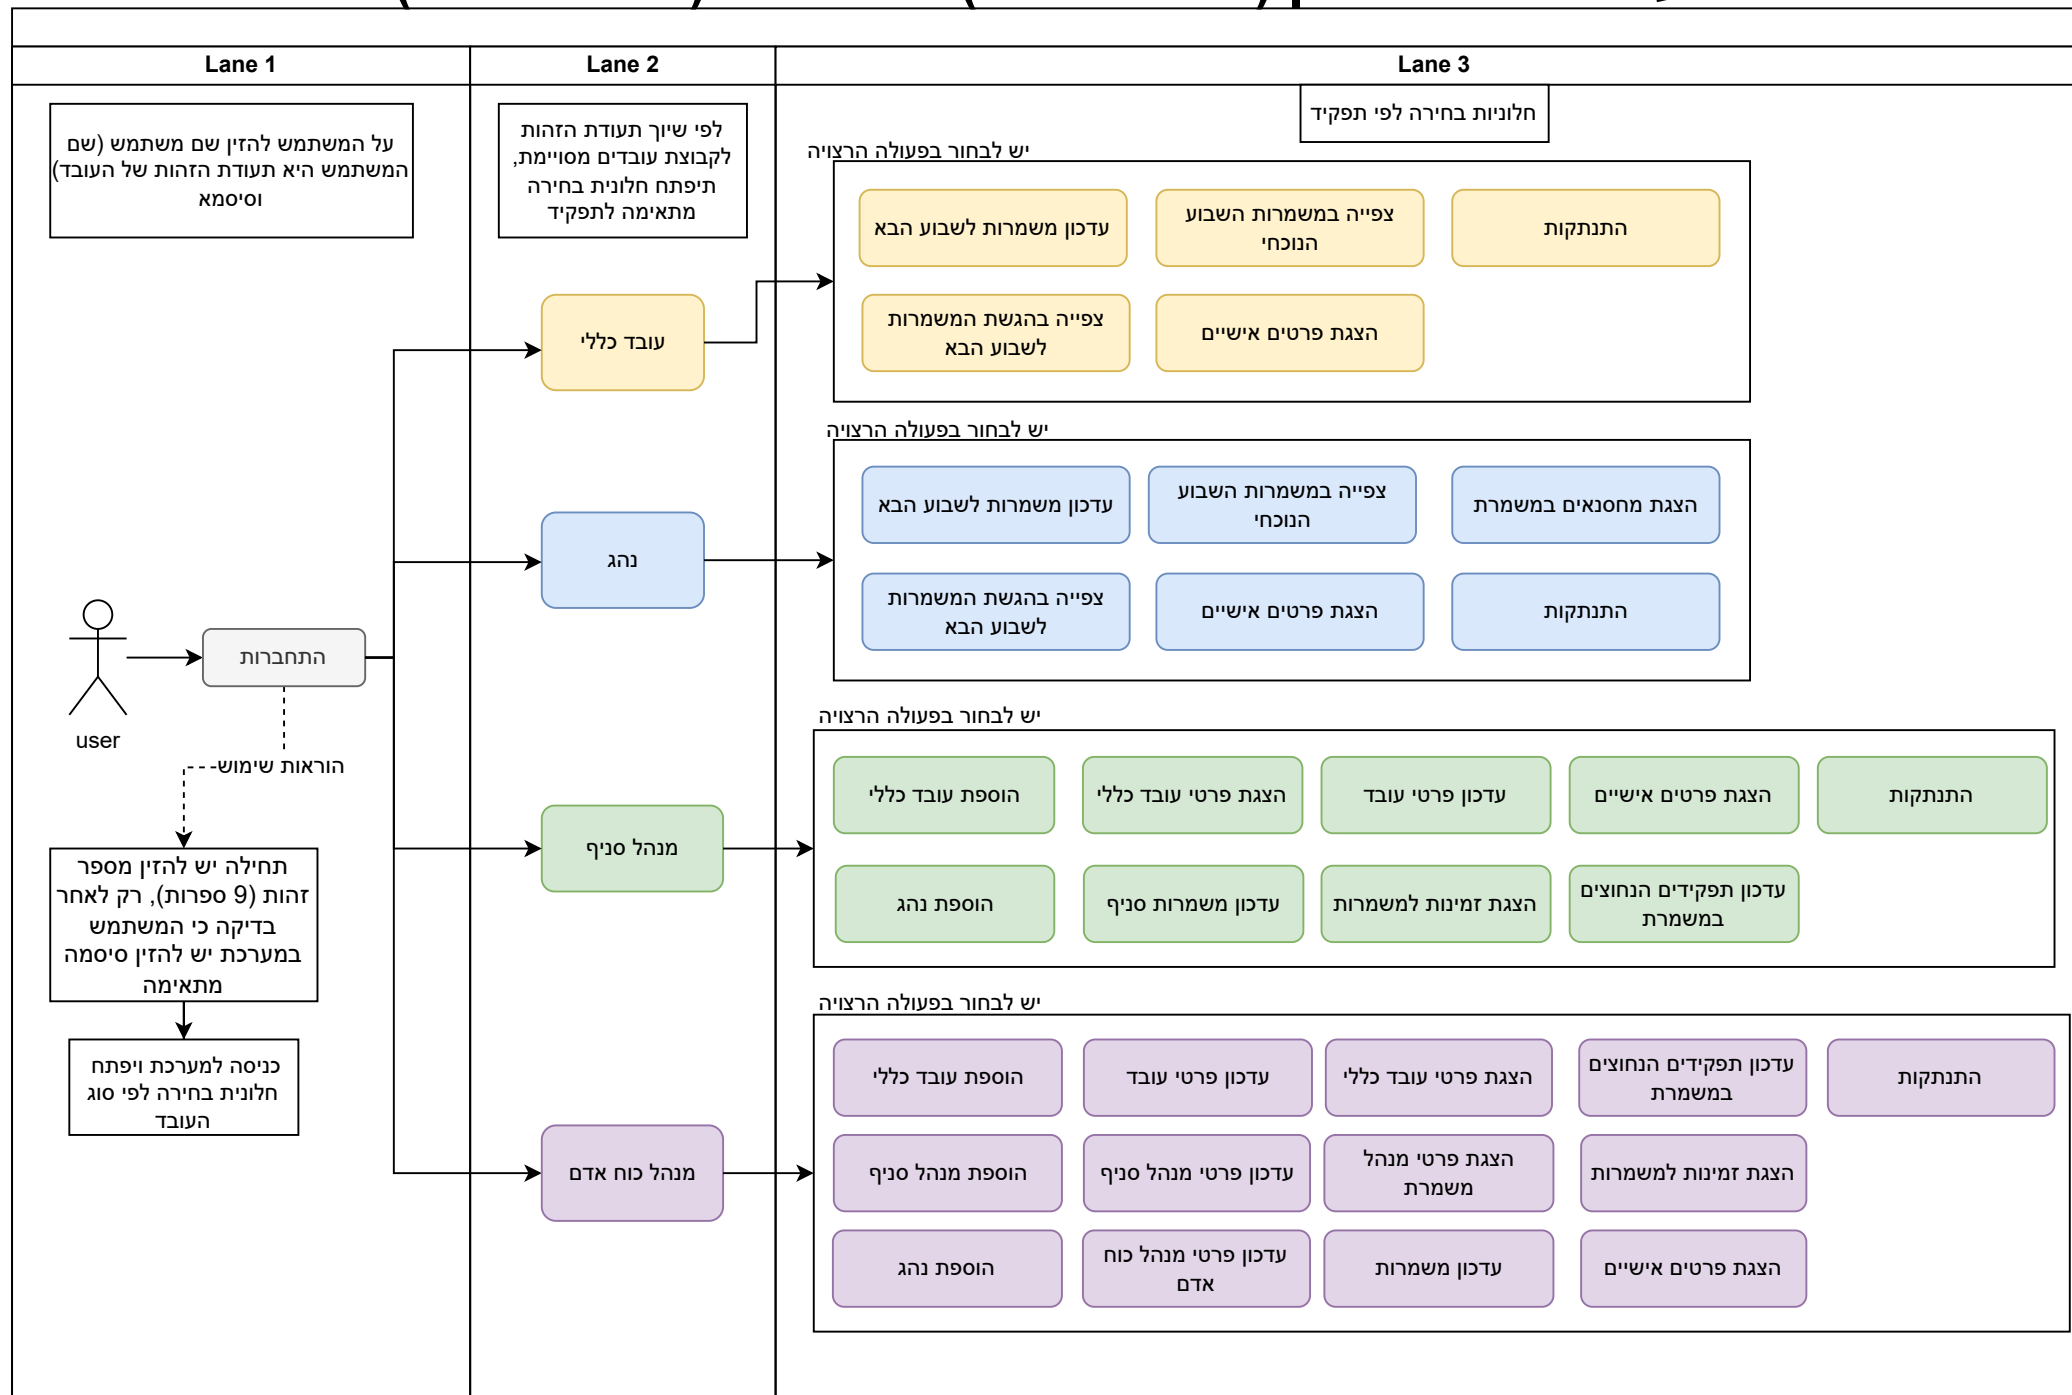 Lane 1
Lane 2
Lane 3
על המשתמש להזין שם משתמש (שם
המשתמש היא תעודת הזהות של העובד)
וסיסמא
לפי שיוך תעודת הזהות
לקבוצת עובדים מסויימת,
תיפתח חלונית בחירה
מתאימה לתפקיד
חלוניות בחירה לפי תפקיד
user
התחברות
הוראות שימוש
תחילה יש להזין מספר
זהות (9 ספרות), רק לאחר
בדיקה כי המשתמש
במערכת יש להזין סיסמה
מתאימה
כניסה למערכת ויפתח
חלונית בחירה לפי סוג
העובד
עובד כללי
יש לבחור בפעולה הרצויה
עדכון משמרות לשבוע הבא
צפייה במשמרות השבוע
הנוכחי
התנתקות
צפייה בהגשת המשמרות
לשבוע הבא
הצגת פרטים אישיים
נהג
יש לבחור בפעולה הרצויה
עדכון משמרות לשבוע הבא
צפייה במשמרות השבוע
הנוכחי
הצגת מחסנאים במשמרת
צפייה בהגשת המשמרות
לשבוע הבא
הצגת פרטים אישיים
התנתקות
מנהל סניף
יש לבחור בפעולה הרצויה
הוספת עובד כללי
הצגת פרטי עובד כללי
עדכון פרטי עובד
הצגת פרטים אישיים
התנתקות
הוספת נהג
עדכון משמרות סניף
הצגת זמינות למשמרות
עדכון תפקידים הנחוצים
במשמרת
מנהל כוח אדם
יש לבחור בפעולה הרצויה
הוספת עובד כללי
עדכון פרטי עובד
הצגת פרטי עובד כללי
עדכון תפקידים הנחוצים
במשמרת
התנתקות
הוספת מנהל סניף
עדכון פרטי מנהל סניף
הצגת פרטי מנהל
משמרת
הצגת זמינות למשמרות
הוספת נהג
עדכון פרטי מנהל כוח
אדם
עדכון משמרות
הצגת פרטים אישיים